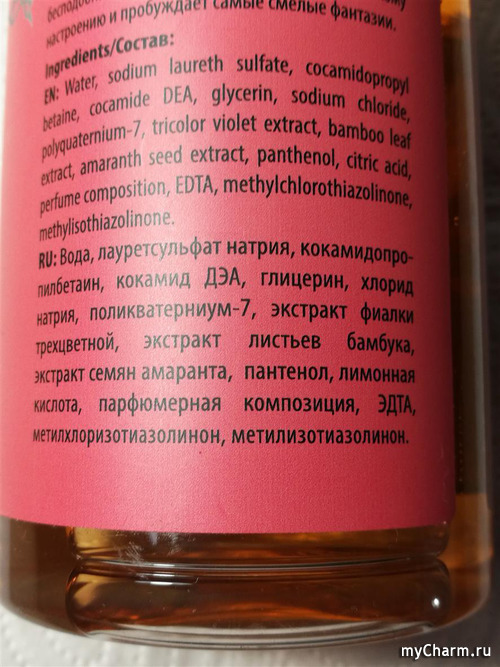 настроению и пробуждает самые смелые фантазии.
Ingredients/Состав:
EN: Water, sodium laureth sulfate, cocamidopropyl
betaine, cocamide DEA, glycerin, sodium chloride,
polyquaternium-7, tricolor violet extract, bamboo leaf
extract, amaranth seed extract, panthenol, citric acid,
perfume composition, EDTA, methylchlorothiazolinone,
methylisothiazolinone.
RU: Вода, лауретсульфат натрия, кокамидопро-
пилбетаин, кокамид ДЭА, глицерин, хлорид
натрия, поликватерниум-7, экстракт фиалки
трехцветной, экстракт листьев бамбука,
экстракт семян амаранта, пантенол, лимонная
кислота, парфюмерная композиция, ЭДТА,
метилхлоризотиазолинон, метилизотиазолинон.
myCharm.ru